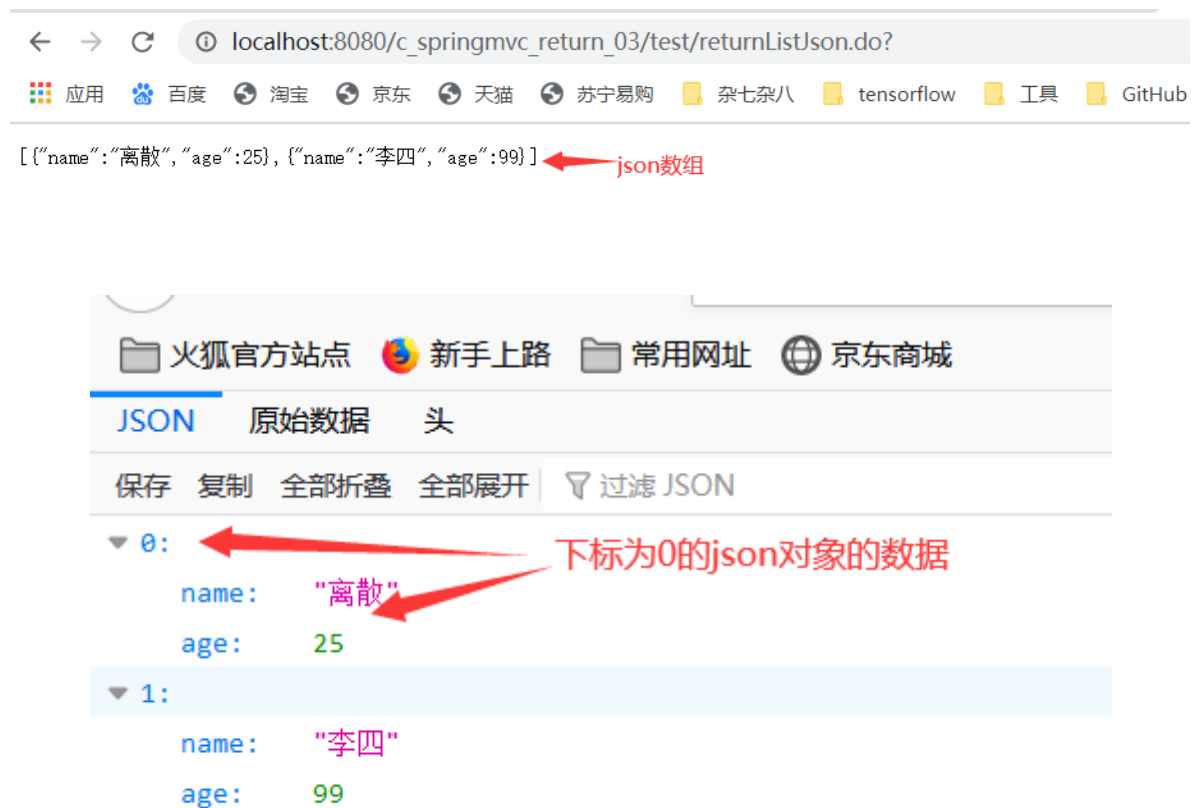 localhost:8080/c_springmvc_return_03/test/returnListJson.do?
应用 百度 淘宝 京东 天猫 苏宁易购 杂七杂八 tensorflow 工具 GitHub
[{"name":"离散","age":25},{"name":"李四","age":99}] json数组
火狐官方站点 新手上路 常用网址 京东商城
JSON 原始数据 头
保存 复制 全部折叠 全部展开 过滤 JSON
0: 下标为0的json对象的数据
name: "离散"
age: 25
1:
name: "李四"
age: 99